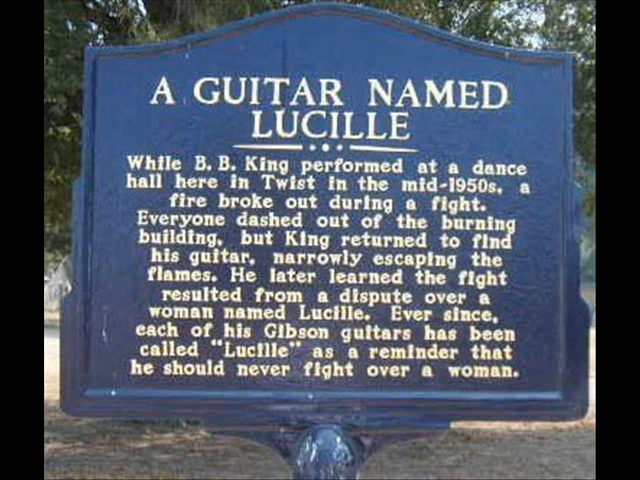 A GUITAR NAMED
LUCILLE
While B. B. King performed at a dance
hall here in Twist in the mid-1950s, a
fire broke out during a fight.
Everyone dashed out of the burning
building, but King returned to find
his guitar, narrowly escaping the
flames. He later learned the fight
resulted from a dispute over a
woman named Lucille. Ever since,
each of his Gibson guitars has been
called "Lucille" as a reminder that
he should never fight over a woman.